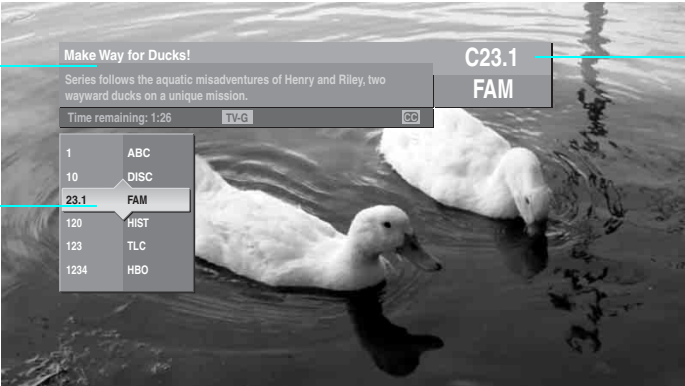 Make Way for Ducks!
C23.1
Series follows the aquatic misadventures of Henry and Riley, two
wayward ducks on a unique mission.
FAM
Time remaining: 1:26 TV-G CC
1 ABC
10 DISC
23.1 FAM
120 HIST
123 TLC
1234 HBO